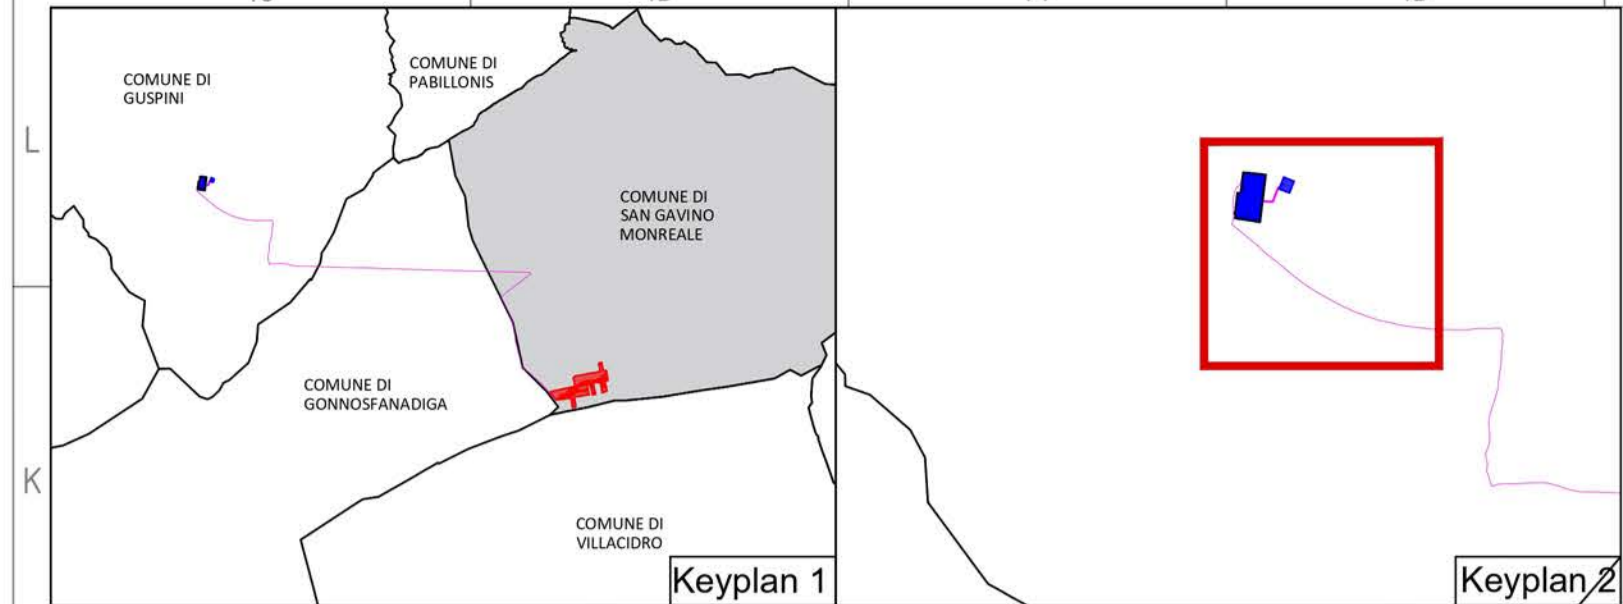 COMUNE DI
GUSPINI
COMUNE DI
PABILLONIS
L
COMUNE DI
SAN GAVINO
MONREALE
COMUNE DI
GONNOSFANADIGA
K
COMUNE DI
VILLACIDRO
Keyplan 1
Keyplan 2